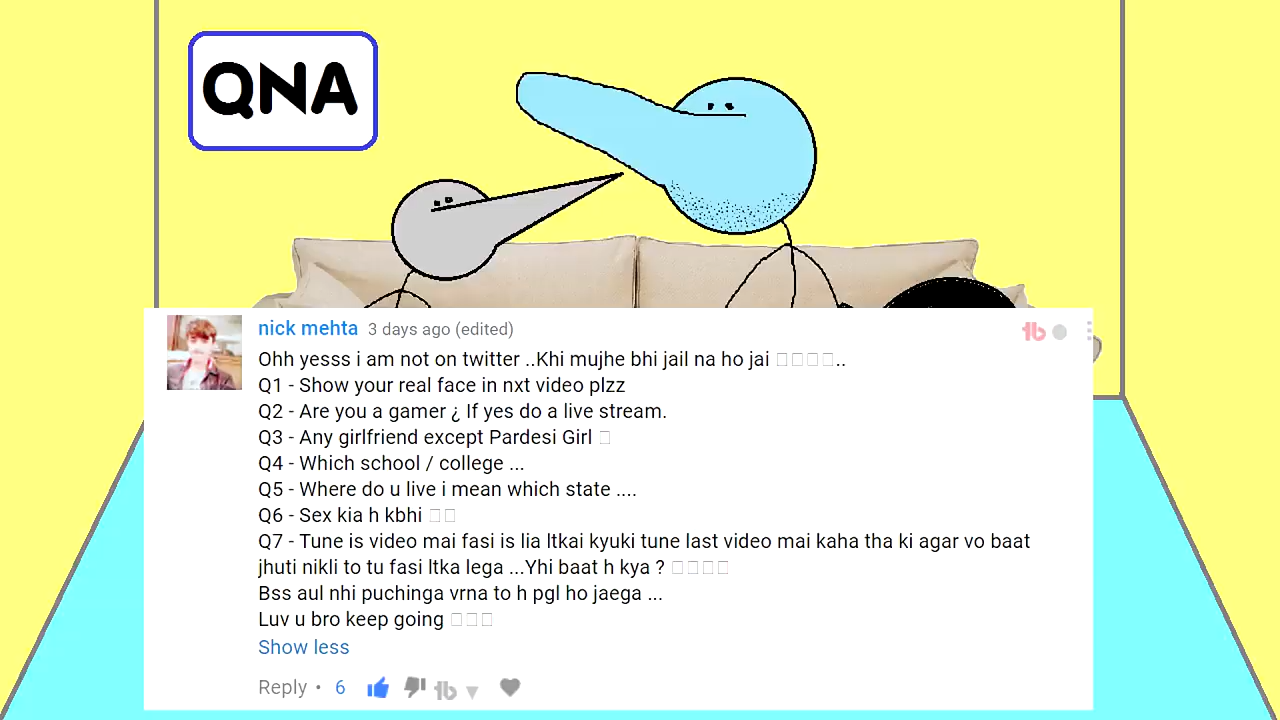 QNA
nick mehta 3 days ago (edited)
Ohh yesss i am not on twitter ..Khi mujhe bhi jail na ho jai □□□□..
Q1 - Show your real face in nxt video plzz
Q2 - Are you a gamer ¿ If yes do a live stream.
Q3 - Any girlfriend except Pardesi Girl □
Q4 - Which school / college ...
Q5 - Where do u live i mean which state ....
Q6 - Sex kia h kbhi □□
Q7 - Tune is video mai fasi is lia ltkai kyuki tune last video mai kaha tha ki agar vo baat
jhuti nikli to tu fasi ltka lega ...Yhi baat h kya ? □□□□
Bss aul nhi puchinga vrna to h pgl ho jaega ...
Luv u bro keep going □□□
Show less
Reply • 6